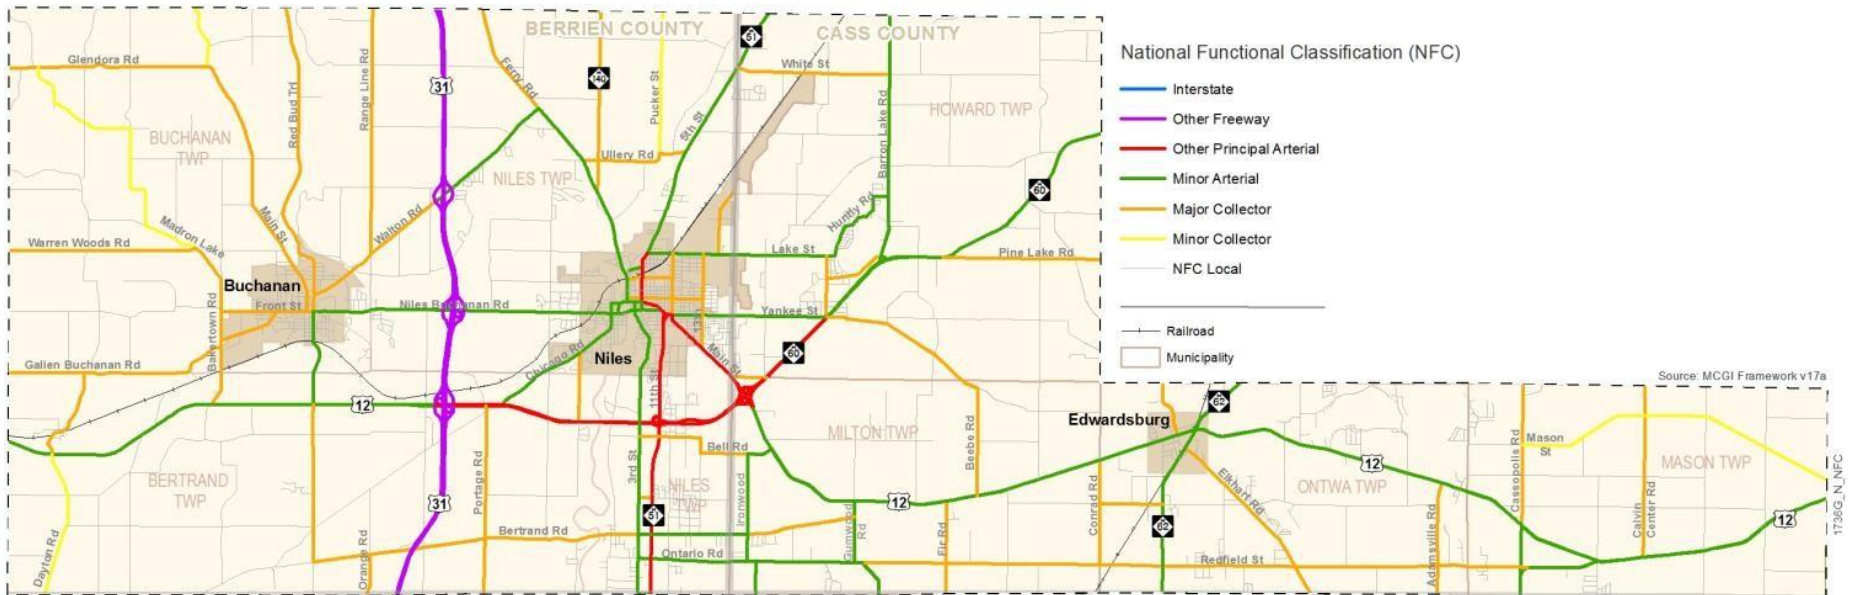 BERRIEN COUNTY
CASS COUNTY
51
31
140
Glendora Rd
Red Bud Trl
Range Line Rd
Ferry Rd
Pucker St
5th St
White St
Barron Lake Rd
HOWARD TWP
BUCHANAN
TWP
Ullery Rd
NILES TWP
60
Main St
Walton Rd
Madron Lake
Huntly Rd
Warren Woods Rd
Lake St
Pine Lake Rd
Buchanan
Front St
Niles Buchanan Rd
Yankee St
13th
Bakertown Rd
Galien Buchanan Rd
Chicago Rd
Niles
Main St
60
11th St
12
Bell Rd
MILTON TWP
Beebe Rd
BERTRAND
TWP
31
Portage Rd
3rd St
NILES
TWP
51
Ironwood
12
Bertrand Rd
Ontario Rd
Gumwood
Rd
Fir Rd
Dayton Rd
Orange Rd
Edwardsburg
62
Conrad Rd
62
Elkhart Rd
ONTWA TWP
12
Cassopolis Rd
Mason
St
MASON TWP
Calvin
Center Rd
Adamsville Rd
Redfield St
12
National Functional Classification (NFC)
Interstate
Other Freeway
Other Principal Arterial
Minor Arterial
Major Collector
Minor Collector
NFC Local
Railroad
Municipality
Source: MCGI Framework v17a
1736G_N_NFC